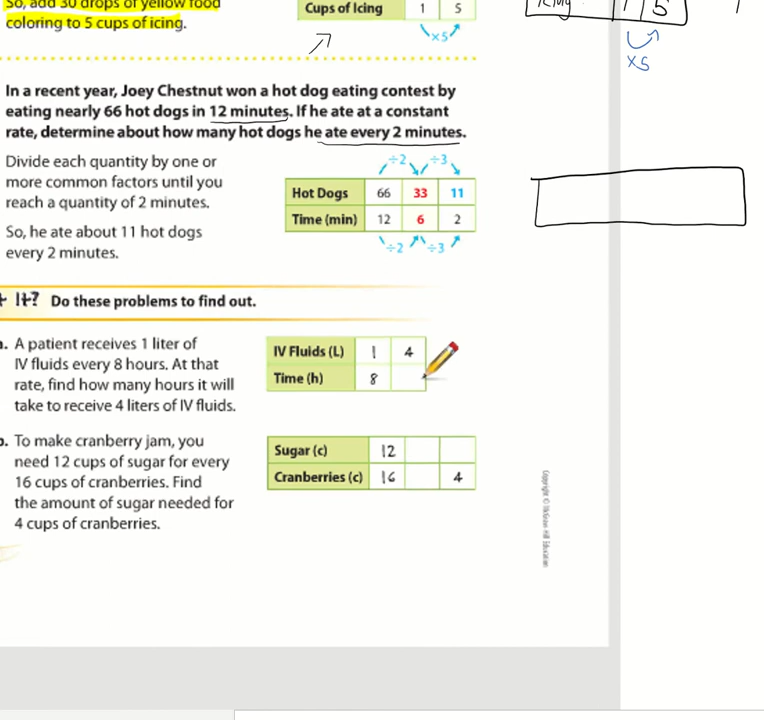 So, add 30 drops of yellow food
coloring to 5 cups of icing.
Cups of Icing 1 5
×5
Icing 1 5
×5
In a recent year, Joey Chestnut won a hot dog eating contest by
eating nearly 66 hot dogs in 12 minutes. If he ate at a constant
rate, determine about how many hot dogs he ate every 2 minutes.
Divide each quantity by one or
more common factors until you
reach a quantity of 2 minutes.
So, he ate about 11 hot dogs
every 2 minutes.
÷2 ÷3
Hot Dogs 66 33 11
Time (min) 12 6 2
÷2 ÷3
It? Do these problems to find out.
. A patient receives 1 liter of
IV fluids every 8 hours. At that
rate, find how many hours it will
take to receive 4 liters of IV fluids.
IV Fluids (L) 1 4
Time (h) 8
. To make cranberry jam, you
need 12 cups of sugar for every
16 cups of cranberries. Find
the amount of sugar needed for
4 cups of cranberries.
Sugar (c) 12
Cranberries (c) 16 4
Copyright © McGraw-Hill Education